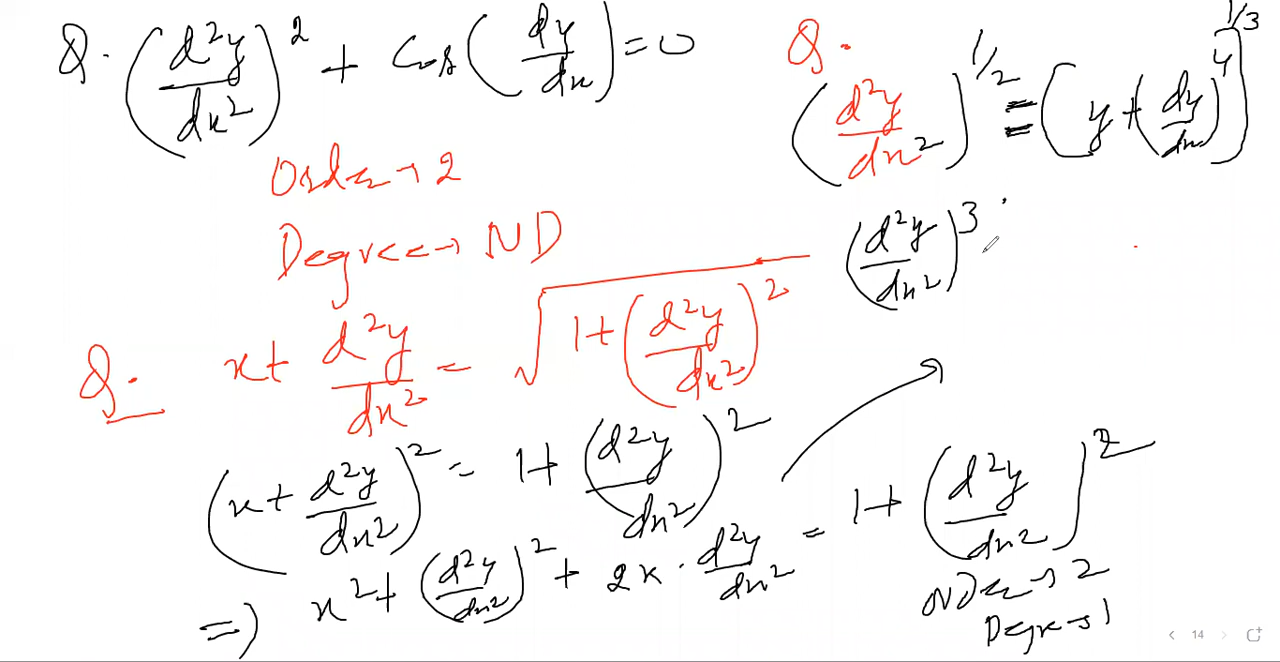 Q. (d²y/dx²)² + Cos(dy/dx) = 0
Order → 2
Degree → ND
Q. x + d²y/dx² = √(1 + (d²y/dx²)²)
(x + d²y/dx²)² = 1 + (d²y/dx²)²
=) x² + (d²y/dx²)² + 2x · d²y/dx² = 1 + (d²y/dx²)²
Order → 2
Degree → 1
Q.
(d²y/dx²)^1/2 = (y + (dy/dx)^4)^1/3
(d²y/dx²)³
14